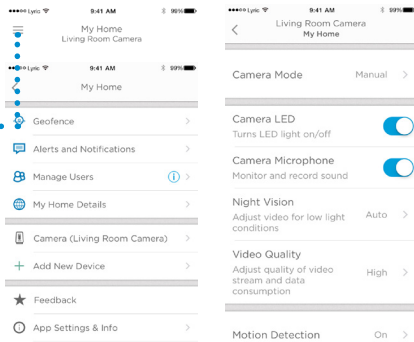 Lyric 9:41 AM 99%
My Home
Living Room Camera
Lyric 9:41 AM 99%
My Home
Geofence
Alerts and Notifications
Manage Users
My Home Details
Camera (Living Room Camera)
Add New Device
Feedback
App Settings & Info
Lyric 9:41 AM 99%
Living Room Camera
My Home
Camera Mode Manual
Camera LED
Turns LED light on/off
Camera Microphone
Monitor and record sound
Night Vision
Adjust video for low light Auto
conditions
Video Quality
Adjust quality of video High
stream and data
consumption
Motion Detection On